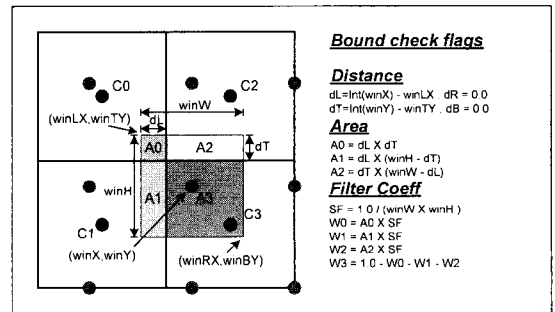 Bound check flags
Distance
dL=Int(winX) - winLX . dR = 0.0
dT=Int(winY) - winTY . dB = 0.0
Area
A0 = dL X dT
A1 = dL X (winH - dT)
A2 = dT X (winW - dL)
Filter Coeff
SF = 1.0 / (winW X winH )
W0 = A0 X SF
W1 = A1 X SF
W2 = A2 X SF
W3 = 1.0 - W0 - W1 - W2
C0
C2
winW
(winLX,winTY)
dL
A0
A2
dT
winH
A1
A3
C1
C3
(winX,winY)
(winRX,winBY)